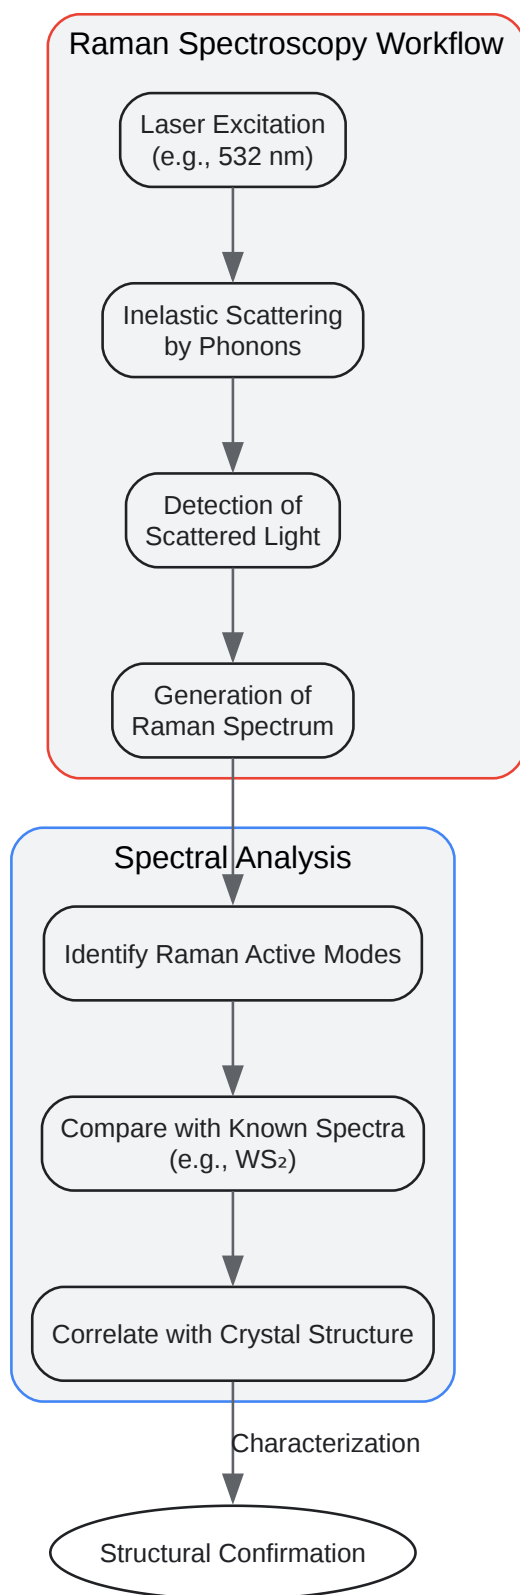 Raman Spectroscopy Workflow
Laser Excitation
(e.g., 532 nm)
Inelastic Scattering
by Phonons
Detection of
Scattered Light
Generation of
Raman Spectrum
Spectral Analysis
Identify Raman Active Modes
Compare with Known Spectra
(e.g., WS₂)
Correlate with Crystal Structure
Characterization
Structural Confirmation